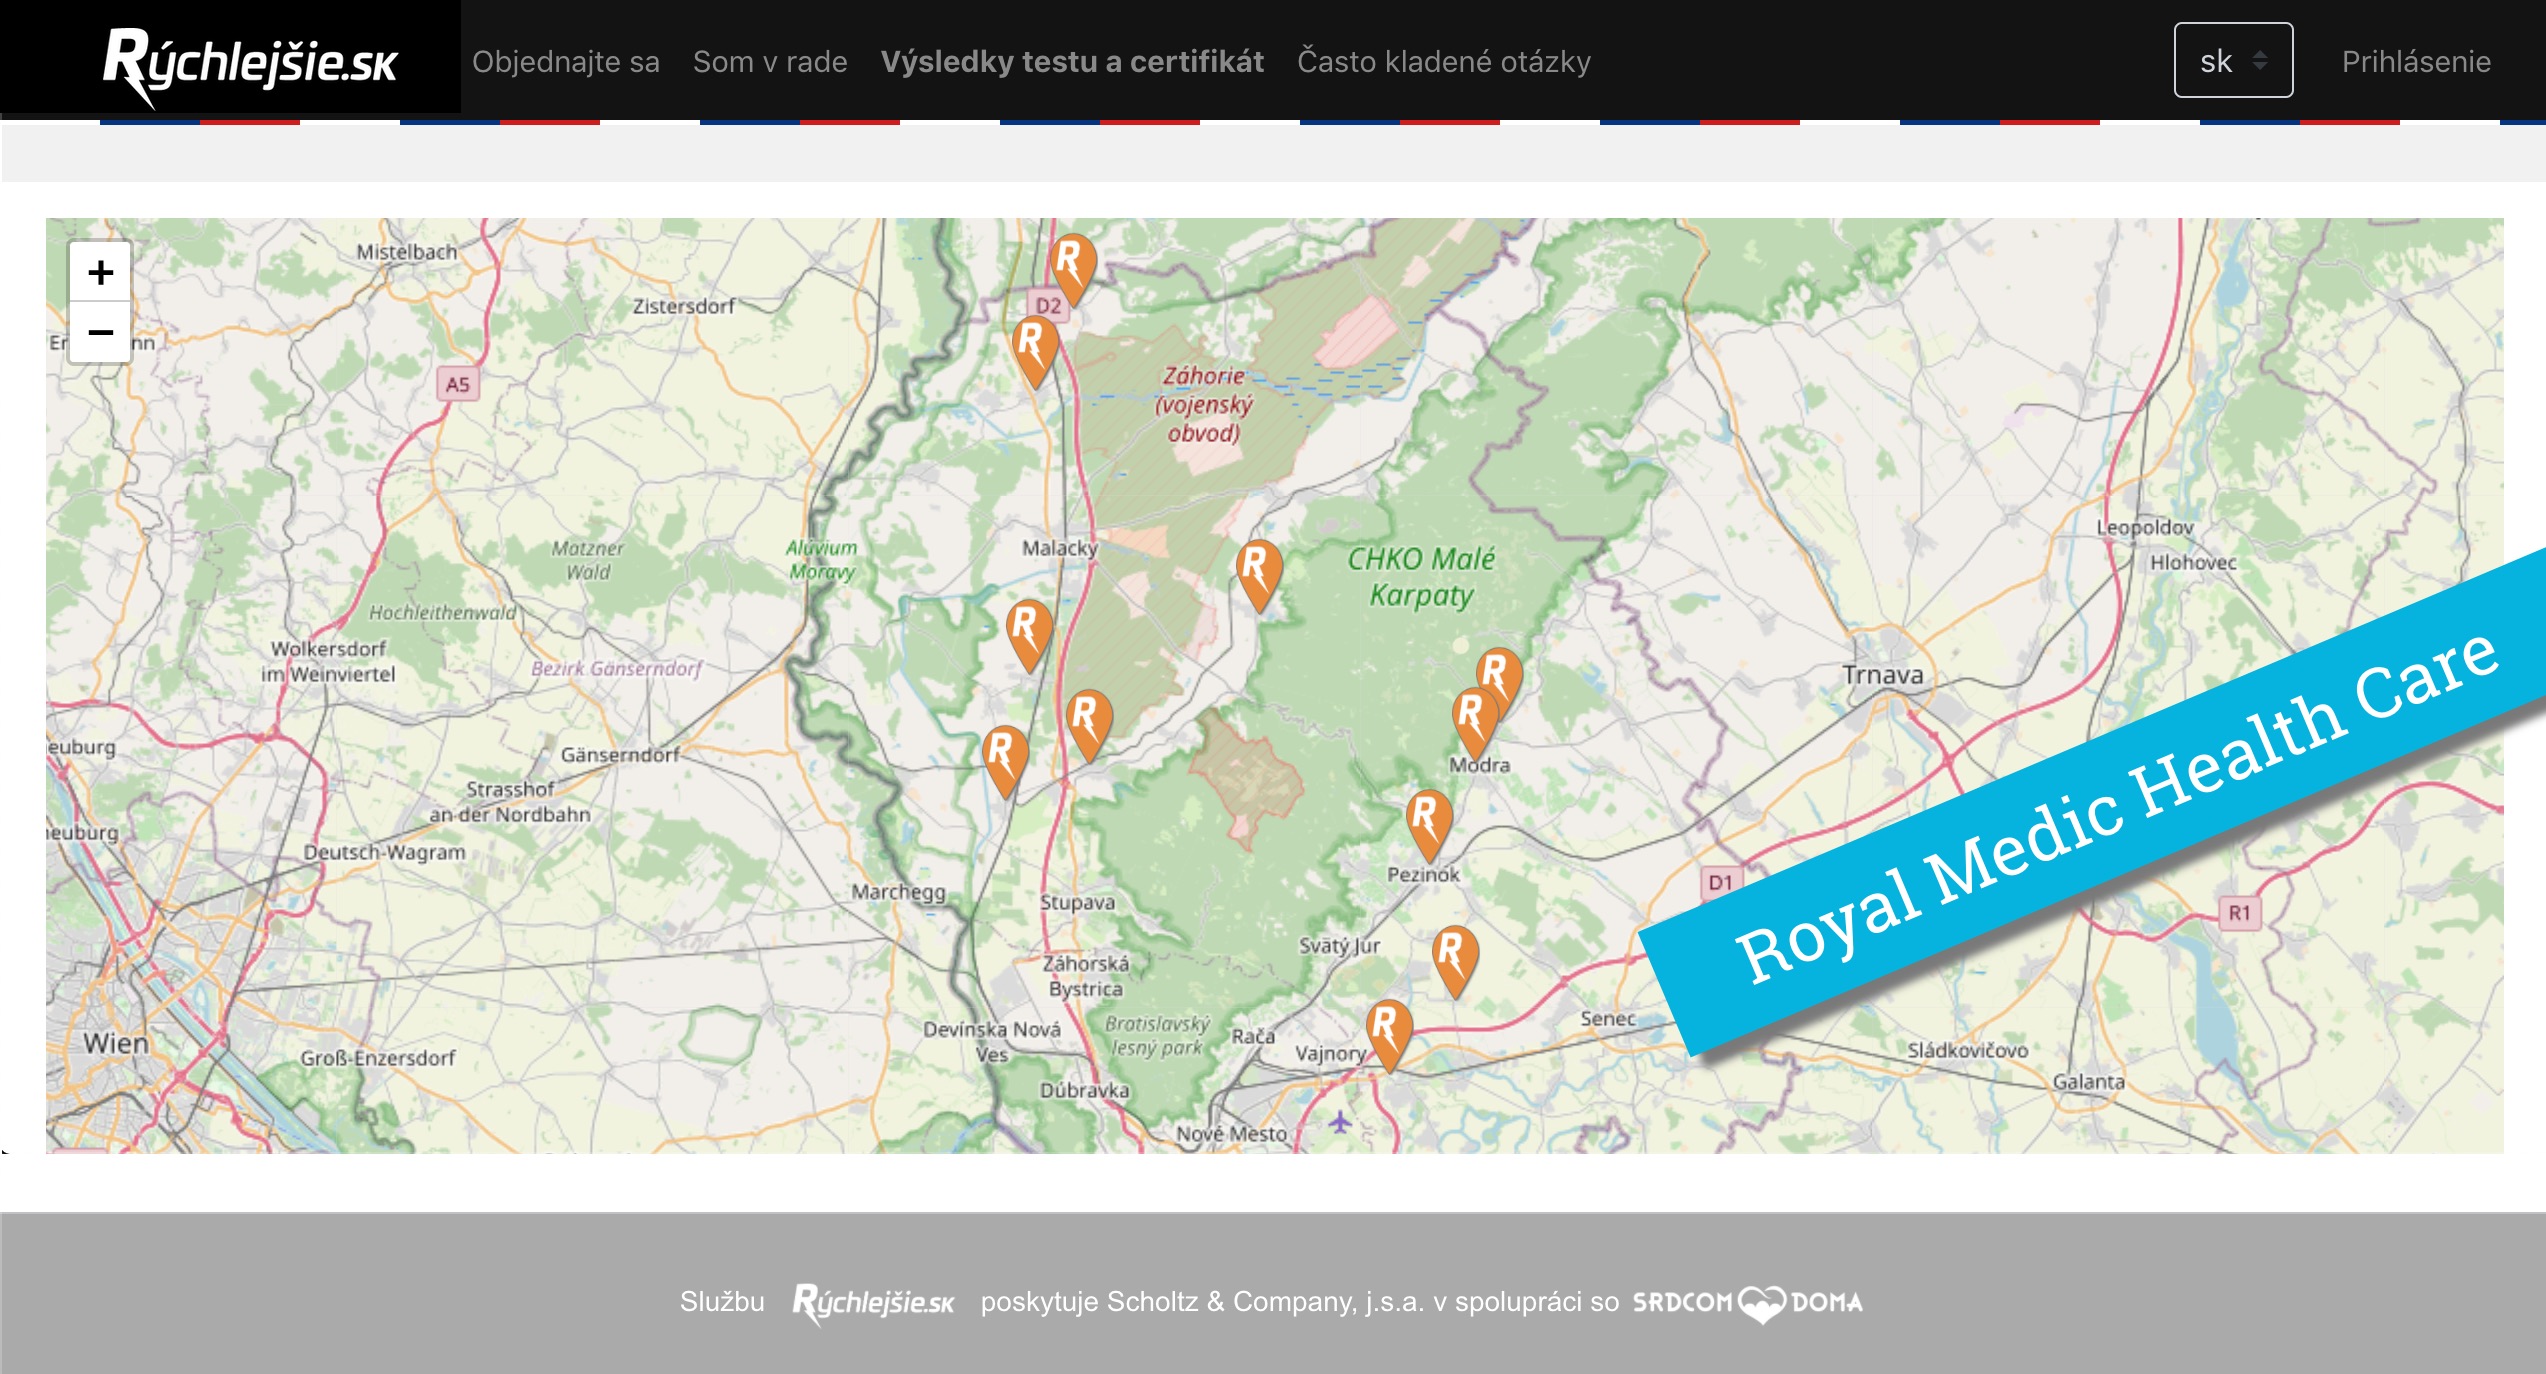 Rýchlejšie.sk
Objednajte sa
Som v rade
Výsledky testu a certifikát
Často kladené otázky
sk
Prihlásenie
+
−
Mistelbach
Zistersdorf
D2
A5
Záhorie
(vojenský
obvod)
Matzner
Wald
Alúvium
Moravy
Malacky
CHKO Malé
Karpaty
Leopoldov
Hlohovec
Hochleithenwald
Wolkersdorf
im Weinviertel
Bezirk Gänserndorf
Trnava
euburg
Gänserndorf
Modra
Strasshof
an der Nordbahn
neuburg
Deutsch-Wagram
Marchegg
Stupava
Pezinok
D1
R1
Royal Medic Health Care
Svätý Jur
Záhorská
Bystrica
Senec
Wien
Groß-Enzersdorf
Devínska Nová
Ves
Bratislavský
lesný park
Rača
Vajnory
Sládkovičovo
Galanta
Dúbravka
Nové Mesto
Službu Rýchlejšie.sk poskytuje Scholtz & Company, j.s.a. v spolupráci so SRDCOM DOMA